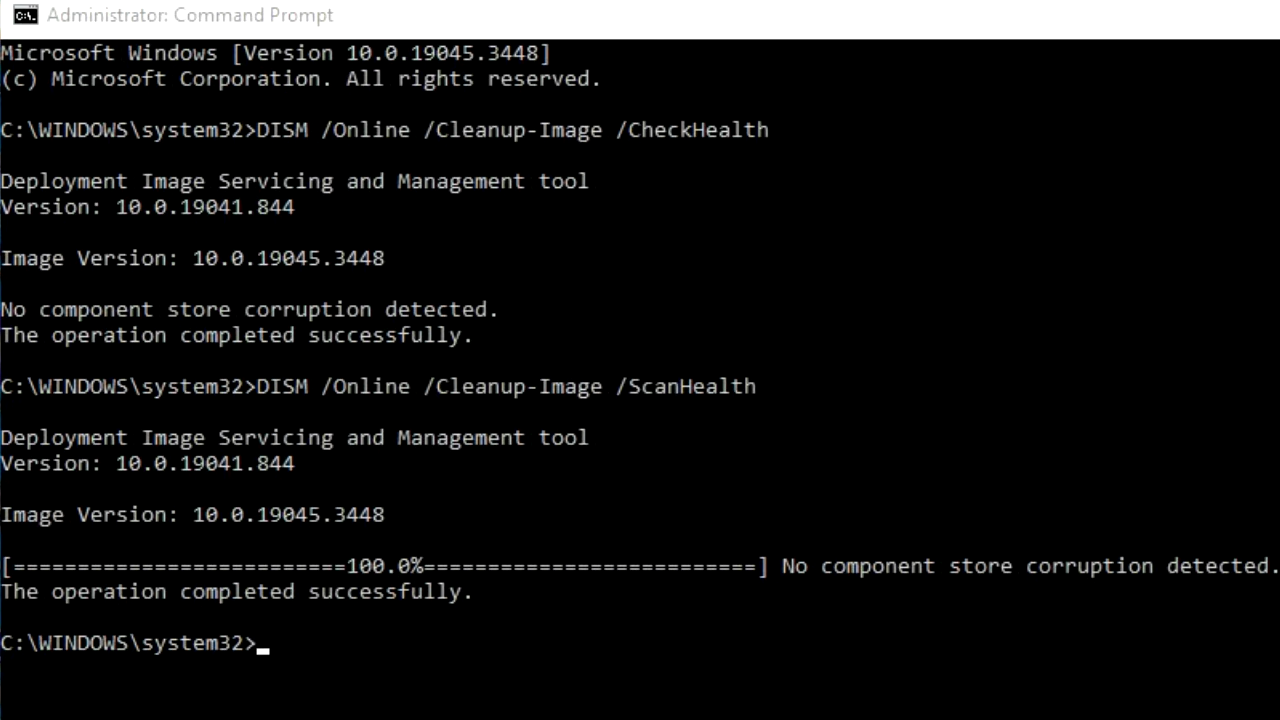 Administrator: Command Prompt
Microsoft Windows [Version 10.0.19045.3448]
(c) Microsoft Corporation. All rights reserved.
C:\WINDOWS\system32>DISM /Online /Cleanup-Image /CheckHealth
Deployment Image Servicing and Management tool
Version: 10.0.19041.844
Image Version: 10.0.19045.3448
No component store corruption detected.
The operation completed successfully.
C:\WINDOWS\system32>DISM /Online /Cleanup-Image /ScanHealth
Deployment Image Servicing and Management tool
Version: 10.0.19041.844
Image Version: 10.0.19045.3448
[==========================100.0%==========================] No component store corruption detected.
The operation completed successfully.
C:\WINDOWS\system32>